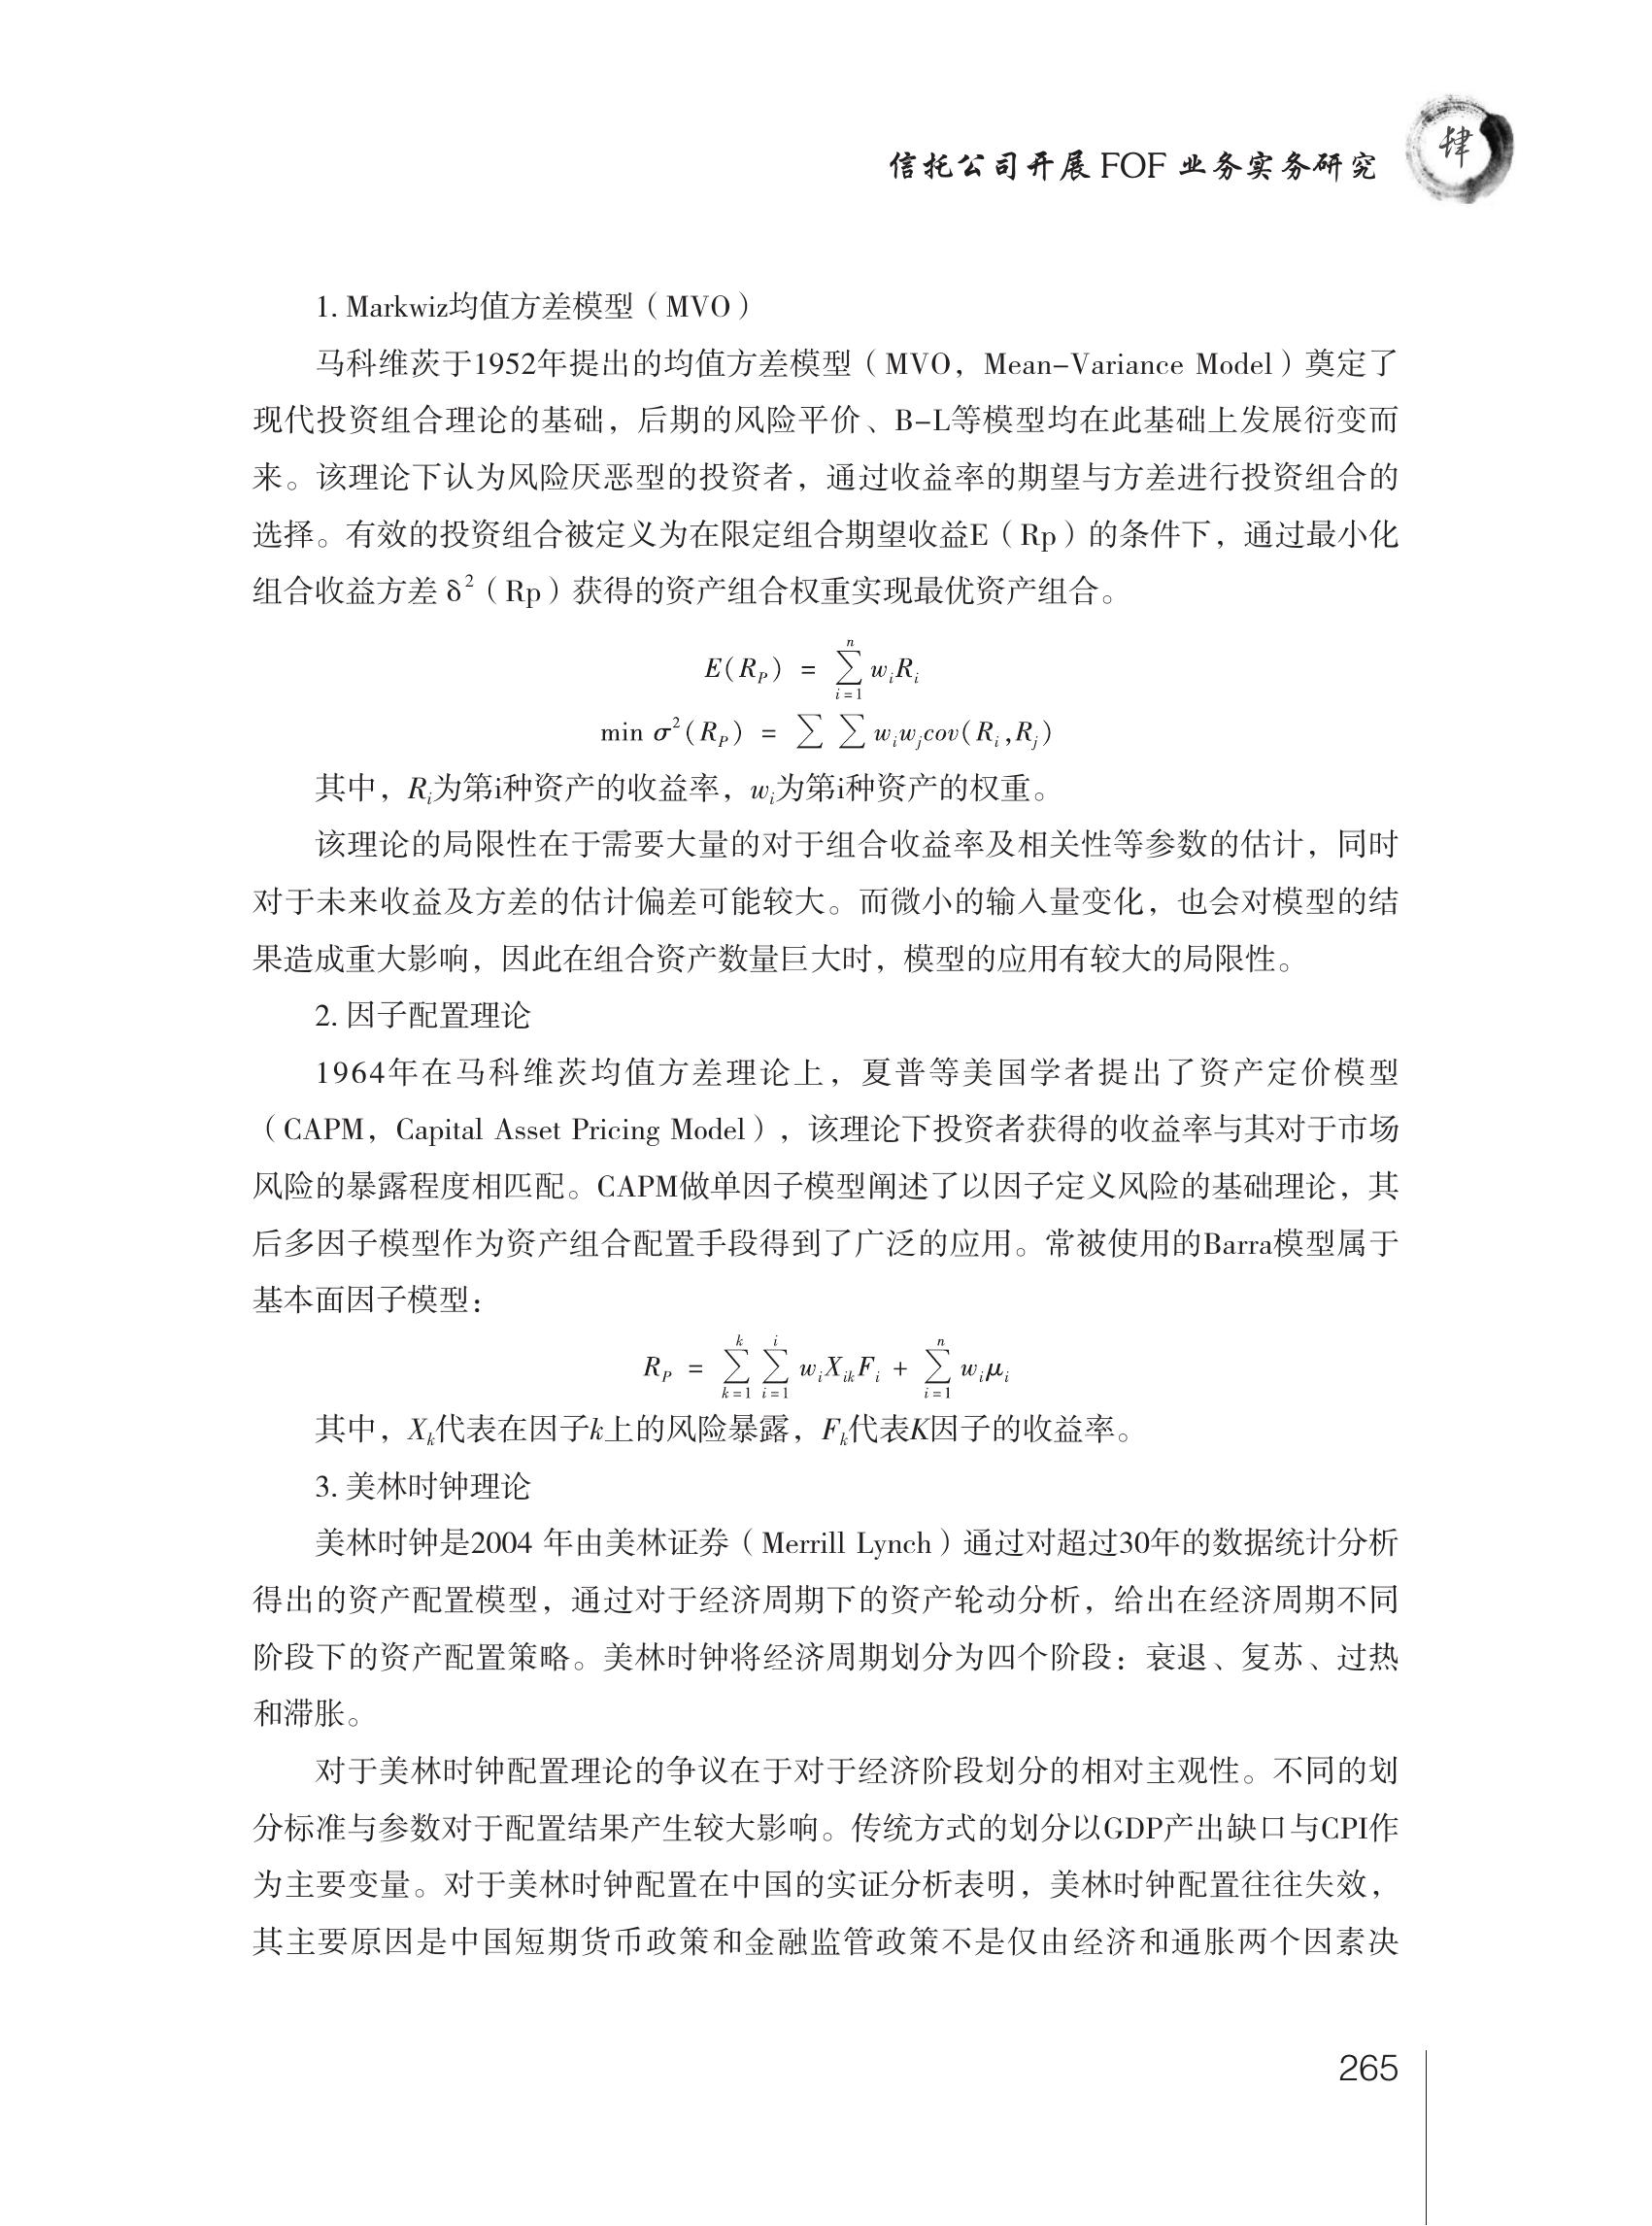 信托公司开展 FOF 业务实务研究
肆
1. Markwiz均值方差模型（MVO）
马科维茨于1952年提出的均值方差模型（MVO，Mean–Variance Model）奠定了
现代投资组合理论的基础，后期的风险平价、B–L等模型均在此基础上发展衍变而
来。该理论下认为风险厌恶型的投资者，通过收益率的期望与方差进行投资组合的
选择。有效的投资组合被定义为在限定组合期望收益E（Rp）的条件下，通过最小化
组合收益方差 δ²（Rp）获得的资产组合权重实现最优资产组合。
$E(R_P) = \sum_{i=1}^{n} w_i R_i$
$\min \sigma^2(R_P) = \sum \sum w_i w_j cov(R_i, R_j)$
其中，$R_i$为第i种资产的收益率，$w_i$为第i种资产的权重。
该理论的局限性在于需要大量的对于组合收益率及相关性等参数的估计，同时
对于未来收益及方差的估计偏差可能较大。而微小的输入量变化，也会对模型的结
果造成重大影响，因此在组合资产数量巨大时，模型的应用有较大的局限性。
2. 因子配置理论
1964年在马科维茨均值方差理论上，夏普等美国学者提出了资产定价模型
（CAPM，Capital Asset Pricing Model），该理论下投资者获得的收益率与其对于市场
风险的暴露程度相匹配。CAPM做单因子模型阐述了以因子定义风险的基础理论，其
后多因子模型作为资产组合配置手段得到了广泛的应用。常被使用的Barra模型属于
基本面因子模型：
$R_P = \sum_{k=1}^{k} \sum_{i=1}^{i} w_i X_{ik} F_i + \sum_{i=1}^{n} w_i \mu_i$
其中，$X_k$代表在因子k上的风险暴露，$F_k$代表K因子的收益率。
3. 美林时钟理论
美林时钟是2004 年由美林证券（Merrill Lynch）通过对超过30年的数据统计分析
得出的资产配置模型，通过对于经济周期下的资产轮动分析，给出在经济周期不同
阶段下的资产配置策略。美林时钟将经济周期划分为四个阶段：衰退、复苏、过热
和滞胀。
对于美林时钟配置理论的争议在于对于经济阶段划分的相对主观性。不同的划
分标准与参数对于配置结果产生较大影响。传统方式的划分以GDP产出缺口与CPI作
为主要变量。对于美林时钟配置在中国的实证分析表明，美林时钟配置往往失效，
其主要原因是中国短期货币政策和金融监管政策不是仅由经济和通胀两个因素决
265